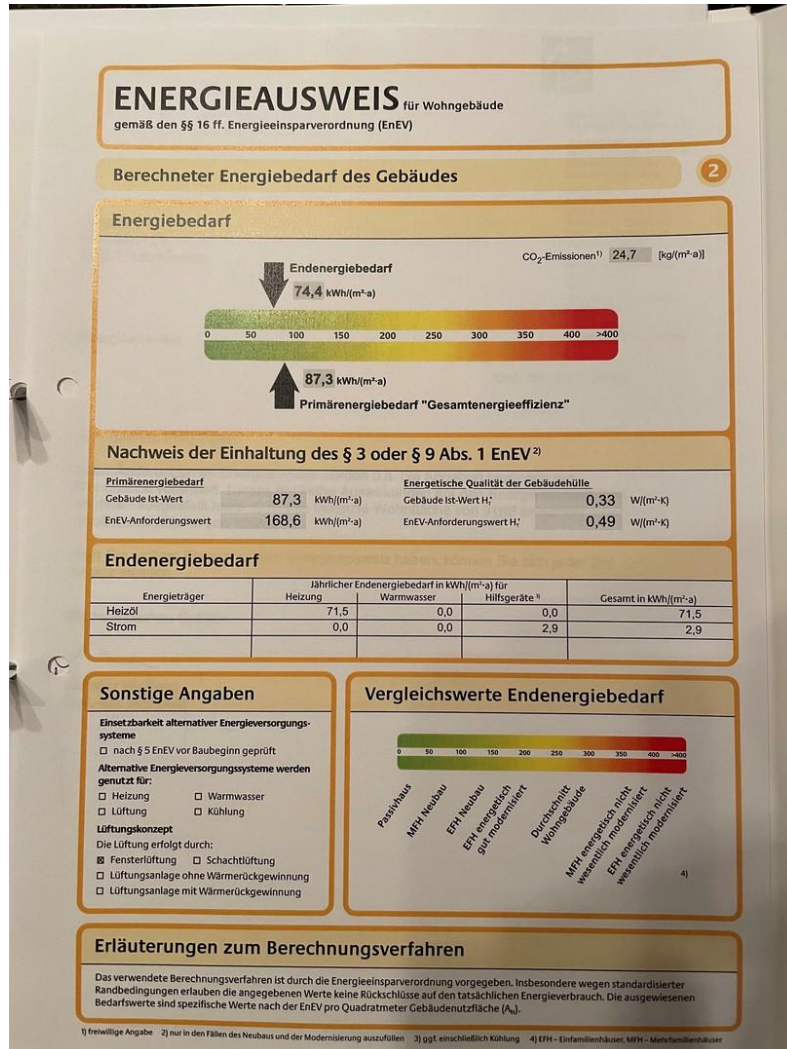 ENERGIEAUSWEIS für Wohngebäude
gemäß den §§ 16 ff. Energieeinsparverordnung (EnEV)
Berechneter Energiebedarf des Gebäudes
2
Energiebedarf
CO₂-Emissionen¹⁾ 24,7 [kg/(m²·a)]
Endenergiebedarf
74,4 kWh/(m²·a)
0 50 100 150 200 250 300 350 400 >400
87,3 kWh/(m²·a)
Primärenergiebedarf "Gesamtenergieeffizienz"
Nachweis der Einhaltung des § 3 oder § 9 Abs. 1 EnEV²⁾
Primärenergiebedarf
Gebäude Ist-Wert 87,3 kWh/(m²·a)
EnEV-Anforderungswert 168,6 kWh/(m²·a)
Energetische Qualität der Gebäudehülle
Gebäude Ist-Wert Hₜ' 0,33 W/(m²·K)
EnEV-Anforderungswert Hₜ' 0,49 W/(m²·K)
Endenergiebedarf
Jährlicher Endenergiebedarf in kWh/(m²·a) für
Energieträger Heizung Warmwasser Hilfsgeräte ³⁾ Gesamt in kWh/(m²·a)
Heizöl 71,5 0,0 0,0 71,5
Strom 0,0 0,0 2,9 2,9
Sonstige Angaben
Einsetzbarkeit alternativer Energieversorgungs-
systeme
☐ nach § 5 EnEV vor Baubeginn geprüft
Alternative Energieversorgungssysteme werden
genutzt für:
☐ Heizung ☐ Warmwasser
☐ Lüftung ☐ Kühlung
Lüftungskonzept
Die Lüftung erfolgt durch:
☒ Fensterlüftung ☐ Schachtlüftung
☐ Lüftungsanlage ohne Wärmerückgewinnung
☐ Lüftungsanlage mit Wärmerückgewinnung
Vergleichswerte Endenergiebedarf
0 50 100 150 200 250 300 350 400 >400
Passivhaus
MFH Neubau
EFH Neubau
EFH energetisch
gut modernisiert
Durchschnitt
Wohngebäude
MFH energetisch nicht
wesentlich modernisiert
EFH energetisch nicht
wesentlich modernisiert
4)
Erläuterungen zum Berechnungsverfahren
Das verwendete Berechnungsverfahren ist durch die Energieeinsparverordnung vorgegeben. Insbesondere wegen standardisierter
Randbedingungen erlauben die angegebenen Werte keine Rückschlüsse auf den tatsächlichen Energieverbrauch. Die ausgewiesenen
Bedarfswerte sind spezifische Werte nach der EnEV pro Quadratmeter Gebäudenutzfläche (Aₙ).
1) freiwillige Angabe 2) nur in den Fällen des Neubaus und der Modernisierung auszufüllen 3) ggf. einschließlich Kühlung 4) EFH – Einfamilienhäuser, MFH – Mehrfamilienhäuser